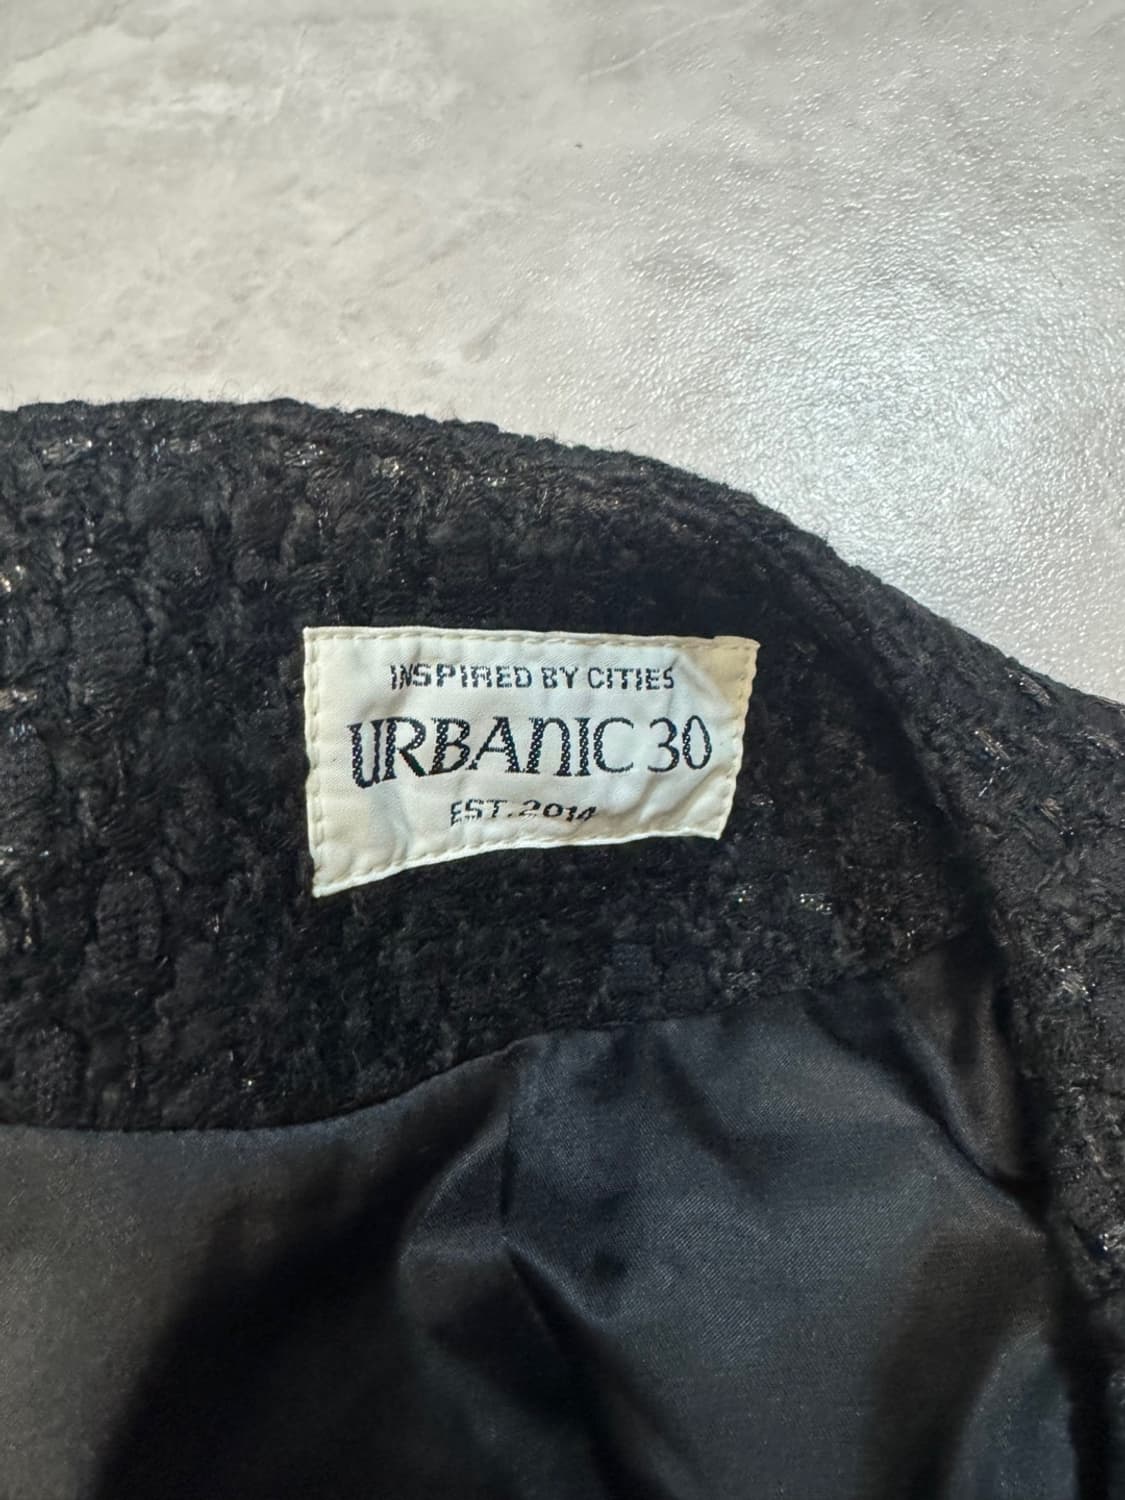 INSPIRED BY CITIES
URBANIC 30
EST. 2014